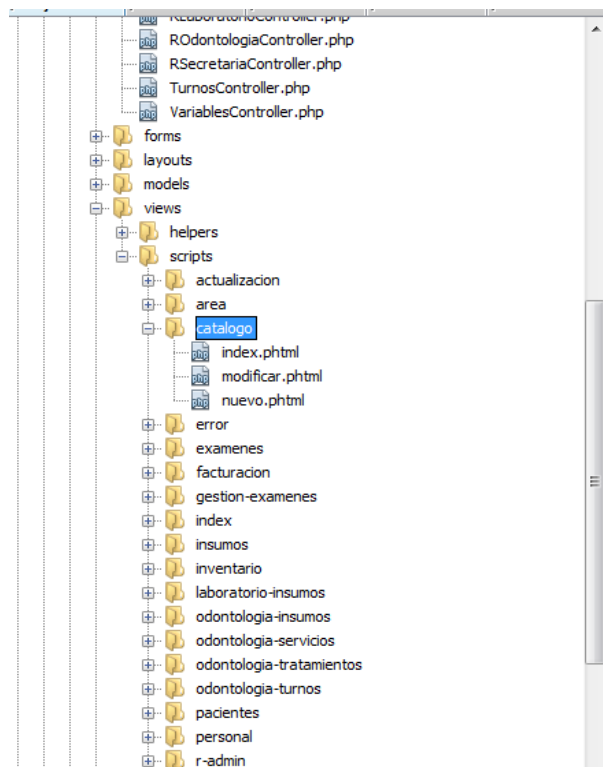 RLaboratorioController.php
ROdontologiaController.php
RSecretariaController.php
TurnosController.php
VariablesController.php
forms
layouts
models
views
helpers
scripts
actualizacion
area
catalogo
index.phtml
modificar.phtml
nuevo.phtml
error
examenes
facturacion
gestion-examenes
index
insumos
inventario
laboratorio-insumos
odontologia-insumos
odontologia-servicios
odontologia-tratamientos
odontologia-turnos
pacientes
personal
r-admin